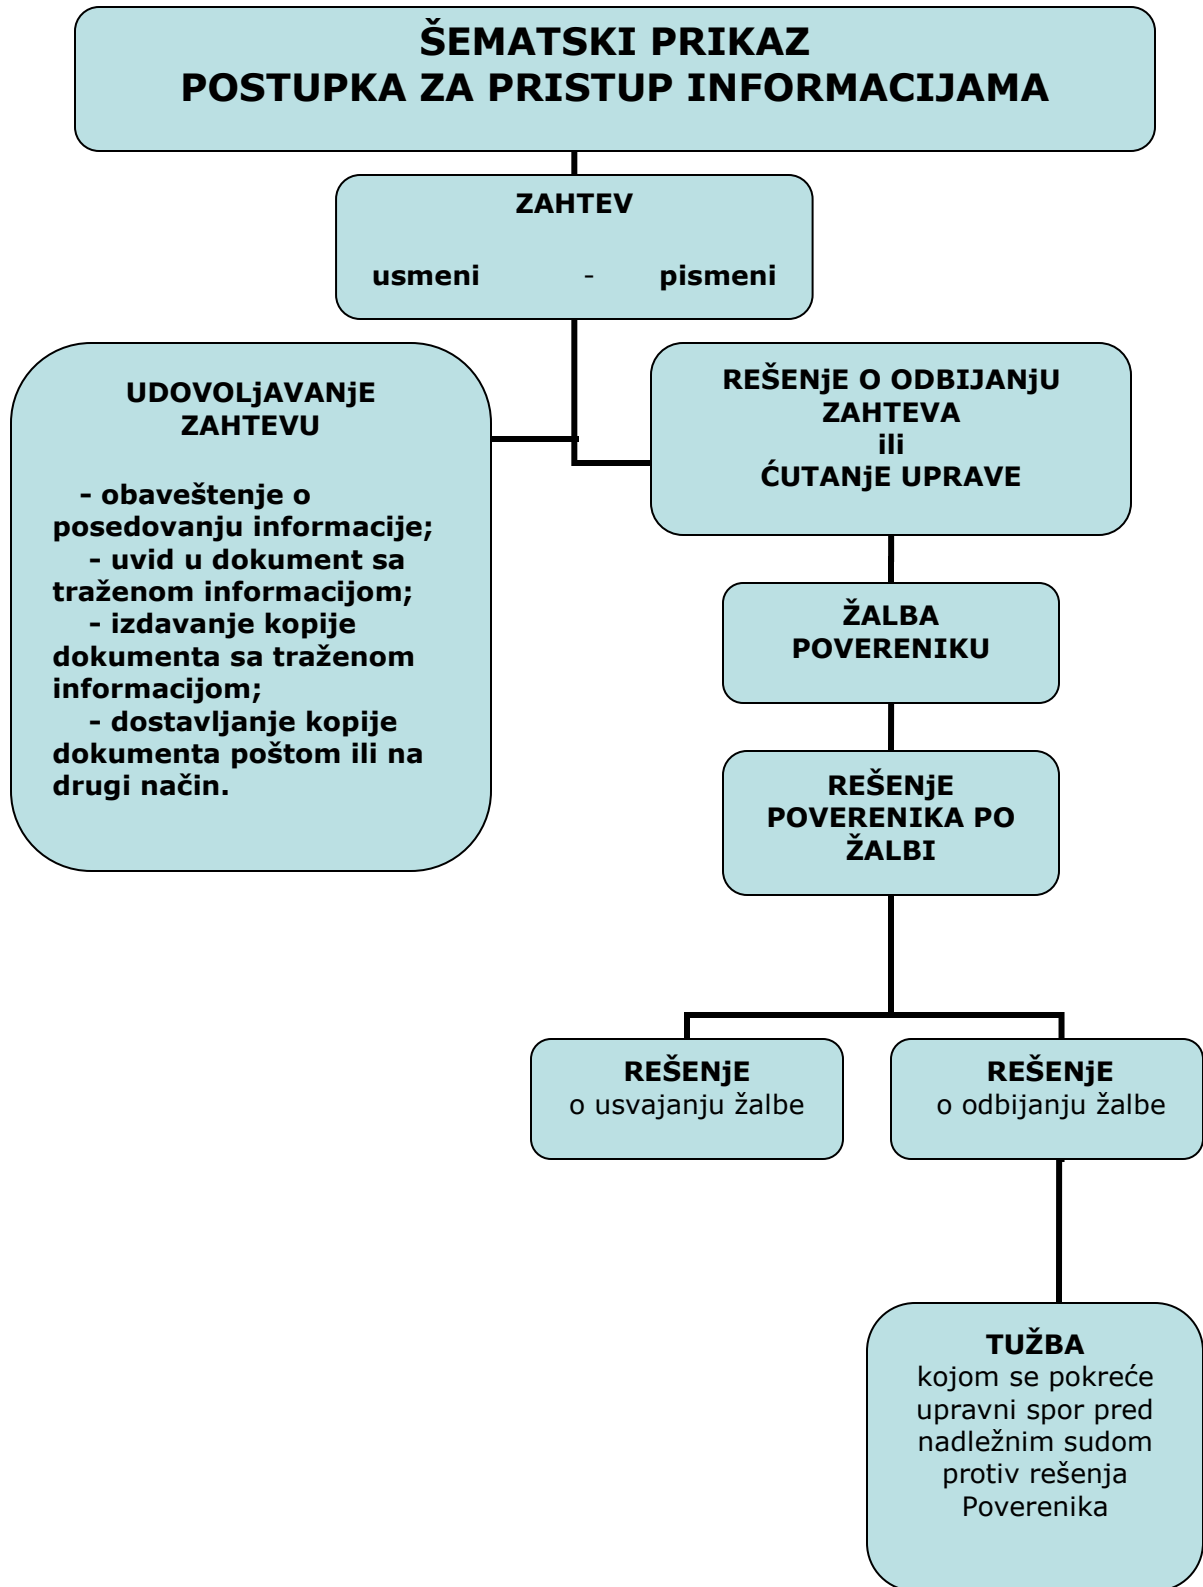 ŠEMATSKI PRIKAZ
POSTUPKA ZA PRISTUP INFORMACIJAMA
ZAHTEV
usmeni - pismeni
UDOVOLjAVANjE
ZAHTEVU
- obaveštenje o
posedovanju informacije;
- uvid u dokument sa
traženom informacijom;
- izdavanje kopije
dokumenta sa traženom
informacijom;
- dostavljanje kopije
dokumenta poštom ili na
drugi način.
REŠENjE O ODBIJANjU
ZAHTEVA
ili
ĆUTANjE UPRAVE
ŽALBA
POVERENIKU
REŠENjE
POVERENIKA PO
ŽALBI
REŠENjE
o usvajanju žalbe
REŠENjE
o odbijanju žalbe
TUŽBA
kojom se pokreće
upravni spor pred
nadležnim sudom
protiv rešenja
Poverenika